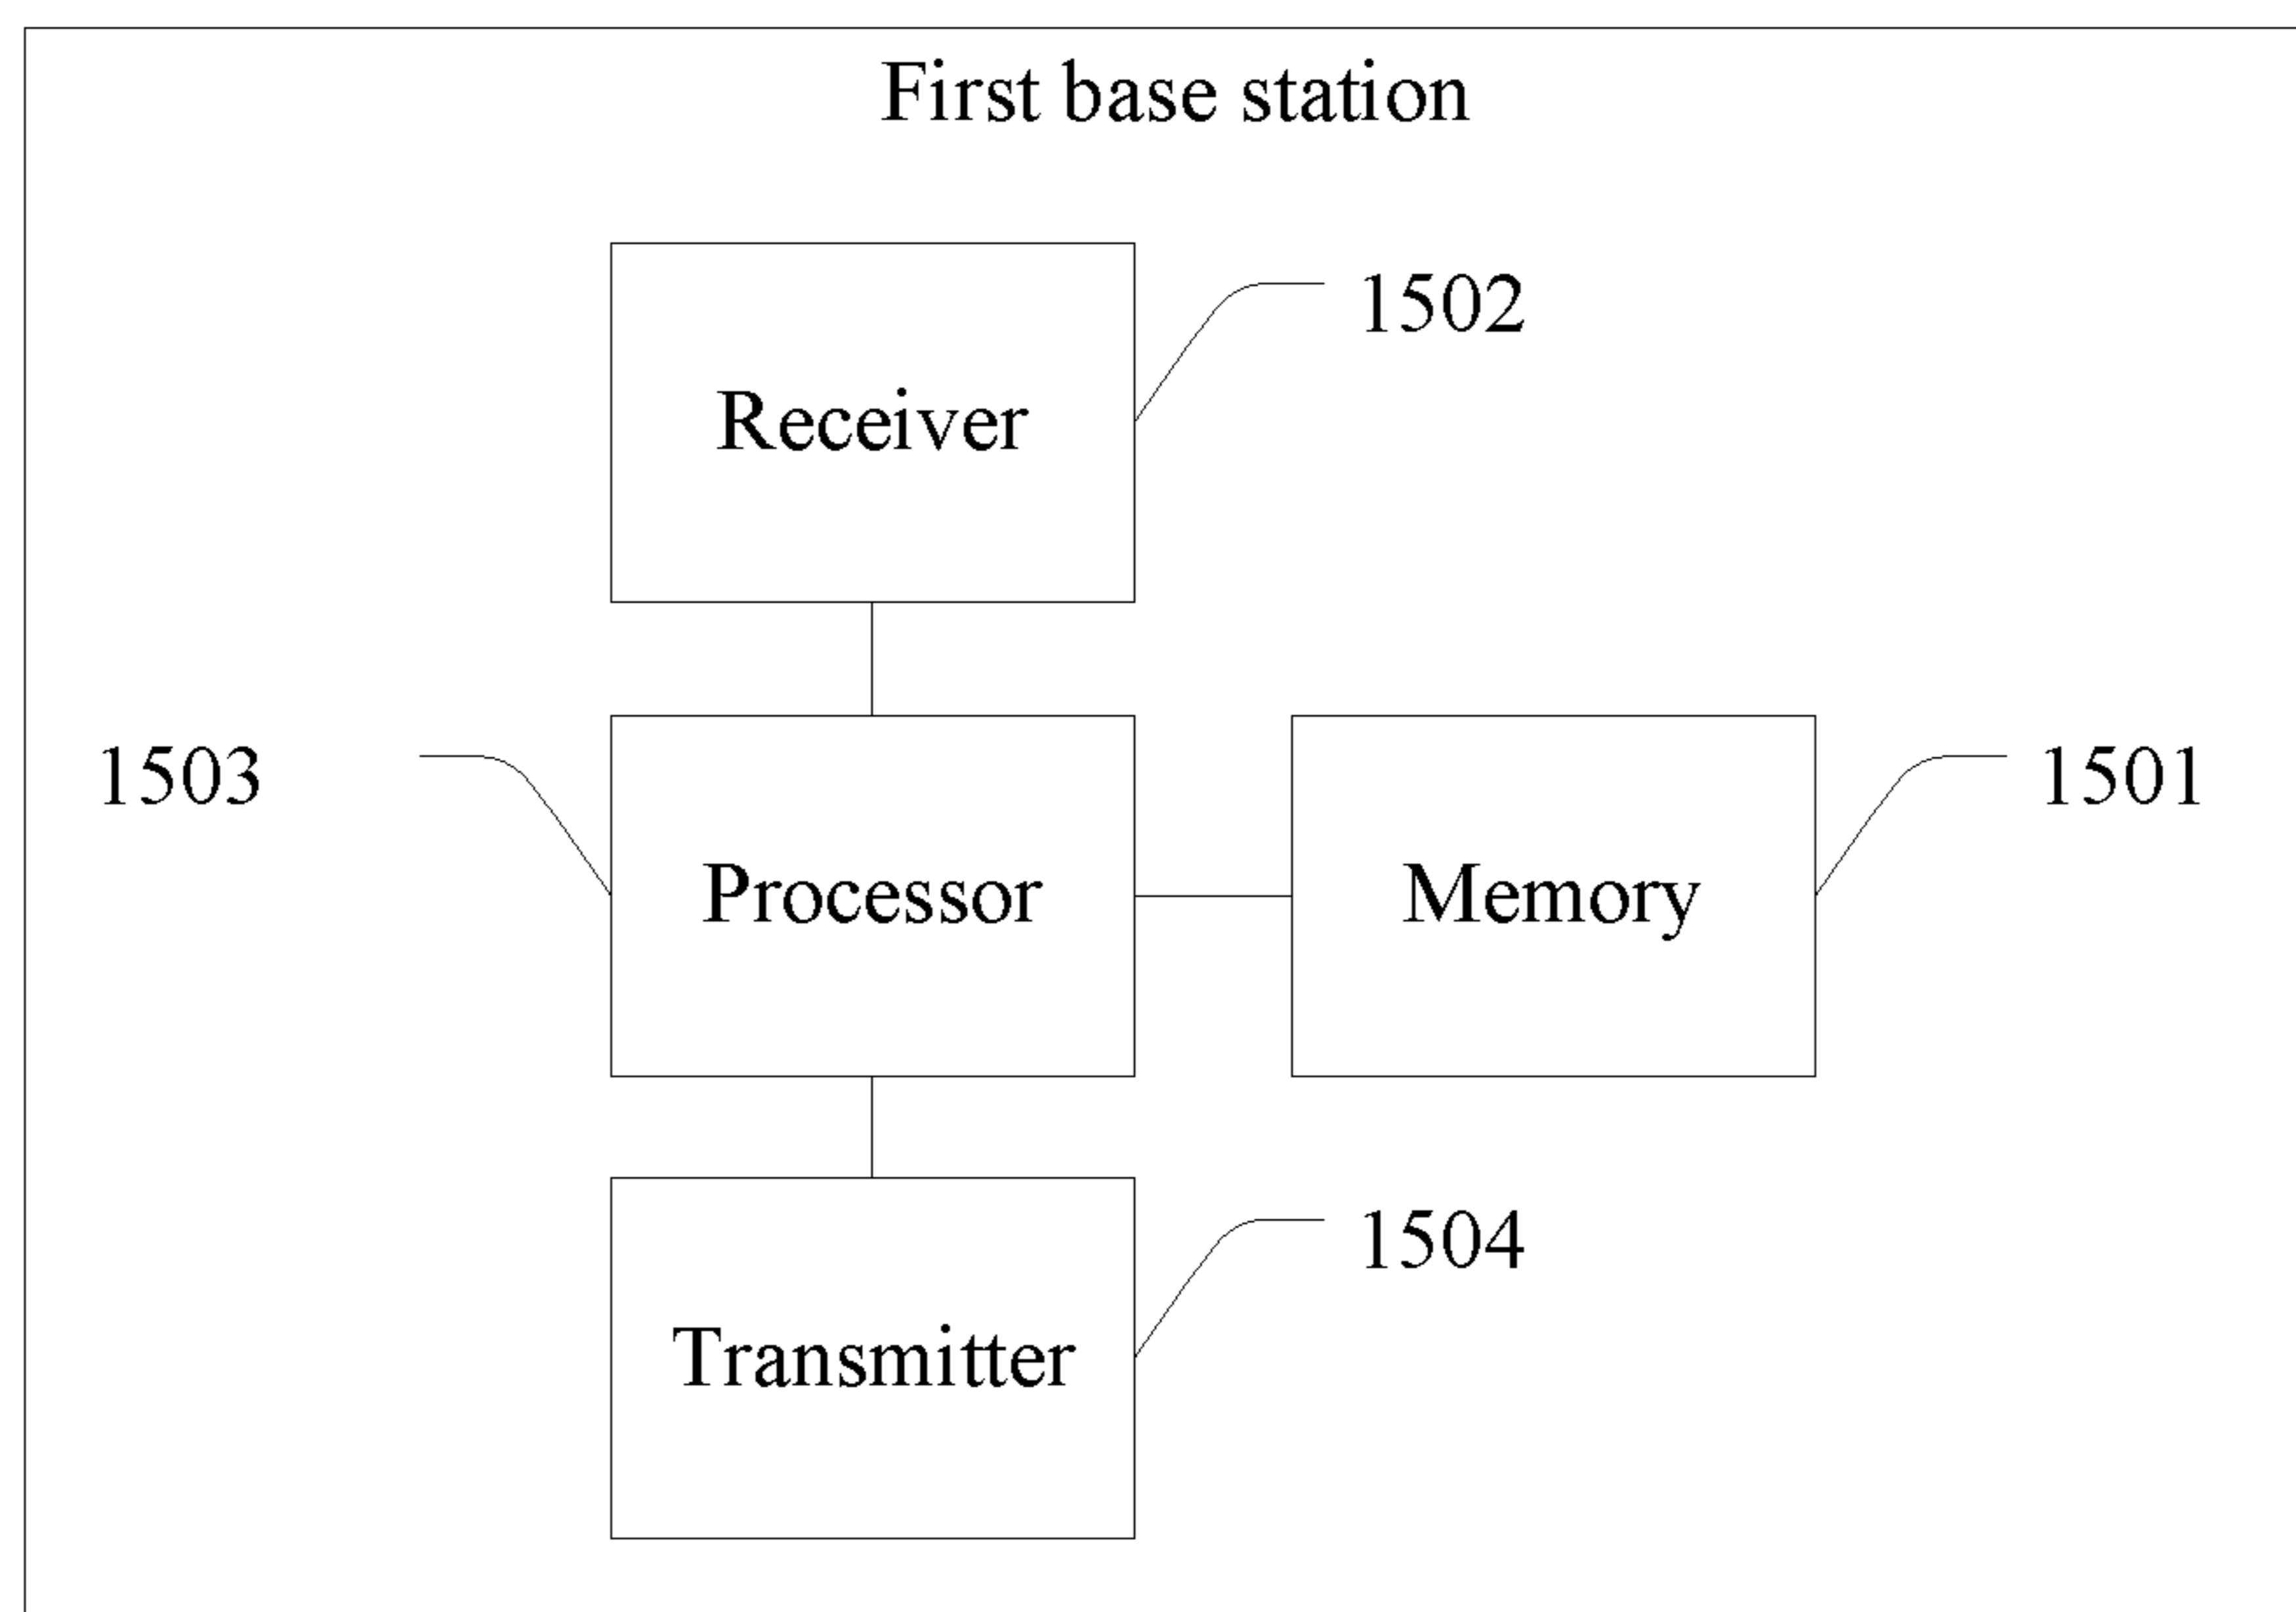 First base station
1502
Receiver
1503
1501
Processor
Memory
1504
Transmitter